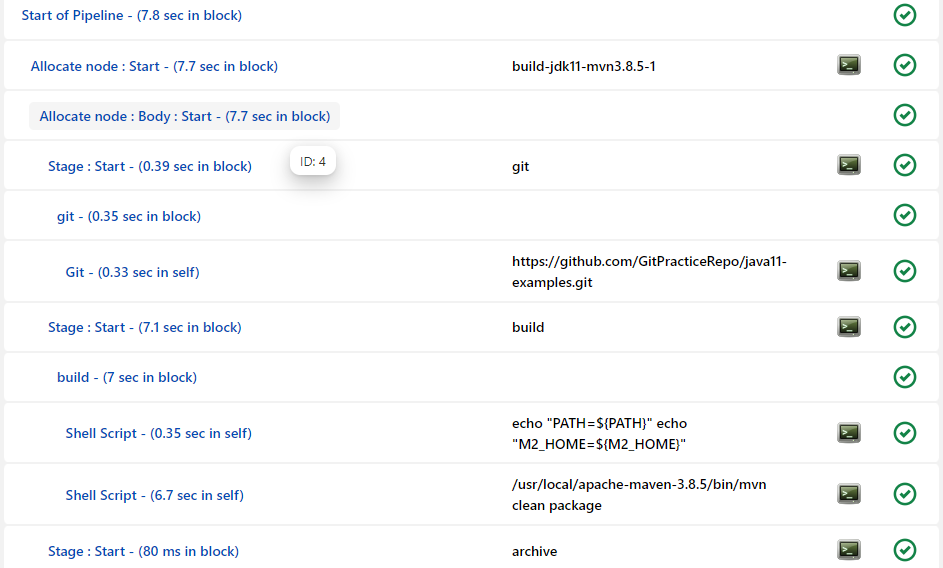 Start of Pipeline - (7.8 sec in block)
Allocate node : Start - (7.7 sec in block)
build-jdk11-mvn3.8.5-1
Allocate node : Body : Start - (7.7 sec in block)
Stage : Start - (0.39 sec in block)
ID: 4
git
git - (0.35 sec in block)
Git - (0.33 sec in self)
https://github.com/GitPracticeRepo/java11-
examples.git
Stage : Start - (7.1 sec in block)
build
build - (7 sec in block)
Shell Script - (0.35 sec in self)
echo "PATH=${PATH}" echo
"M2_HOME=${M2_HOME}"
Shell Script - (6.7 sec in self)
/usr/local/apache-maven-3.8.5/bin/mvn
clean package
Stage : Start - (80 ms in block)
archive